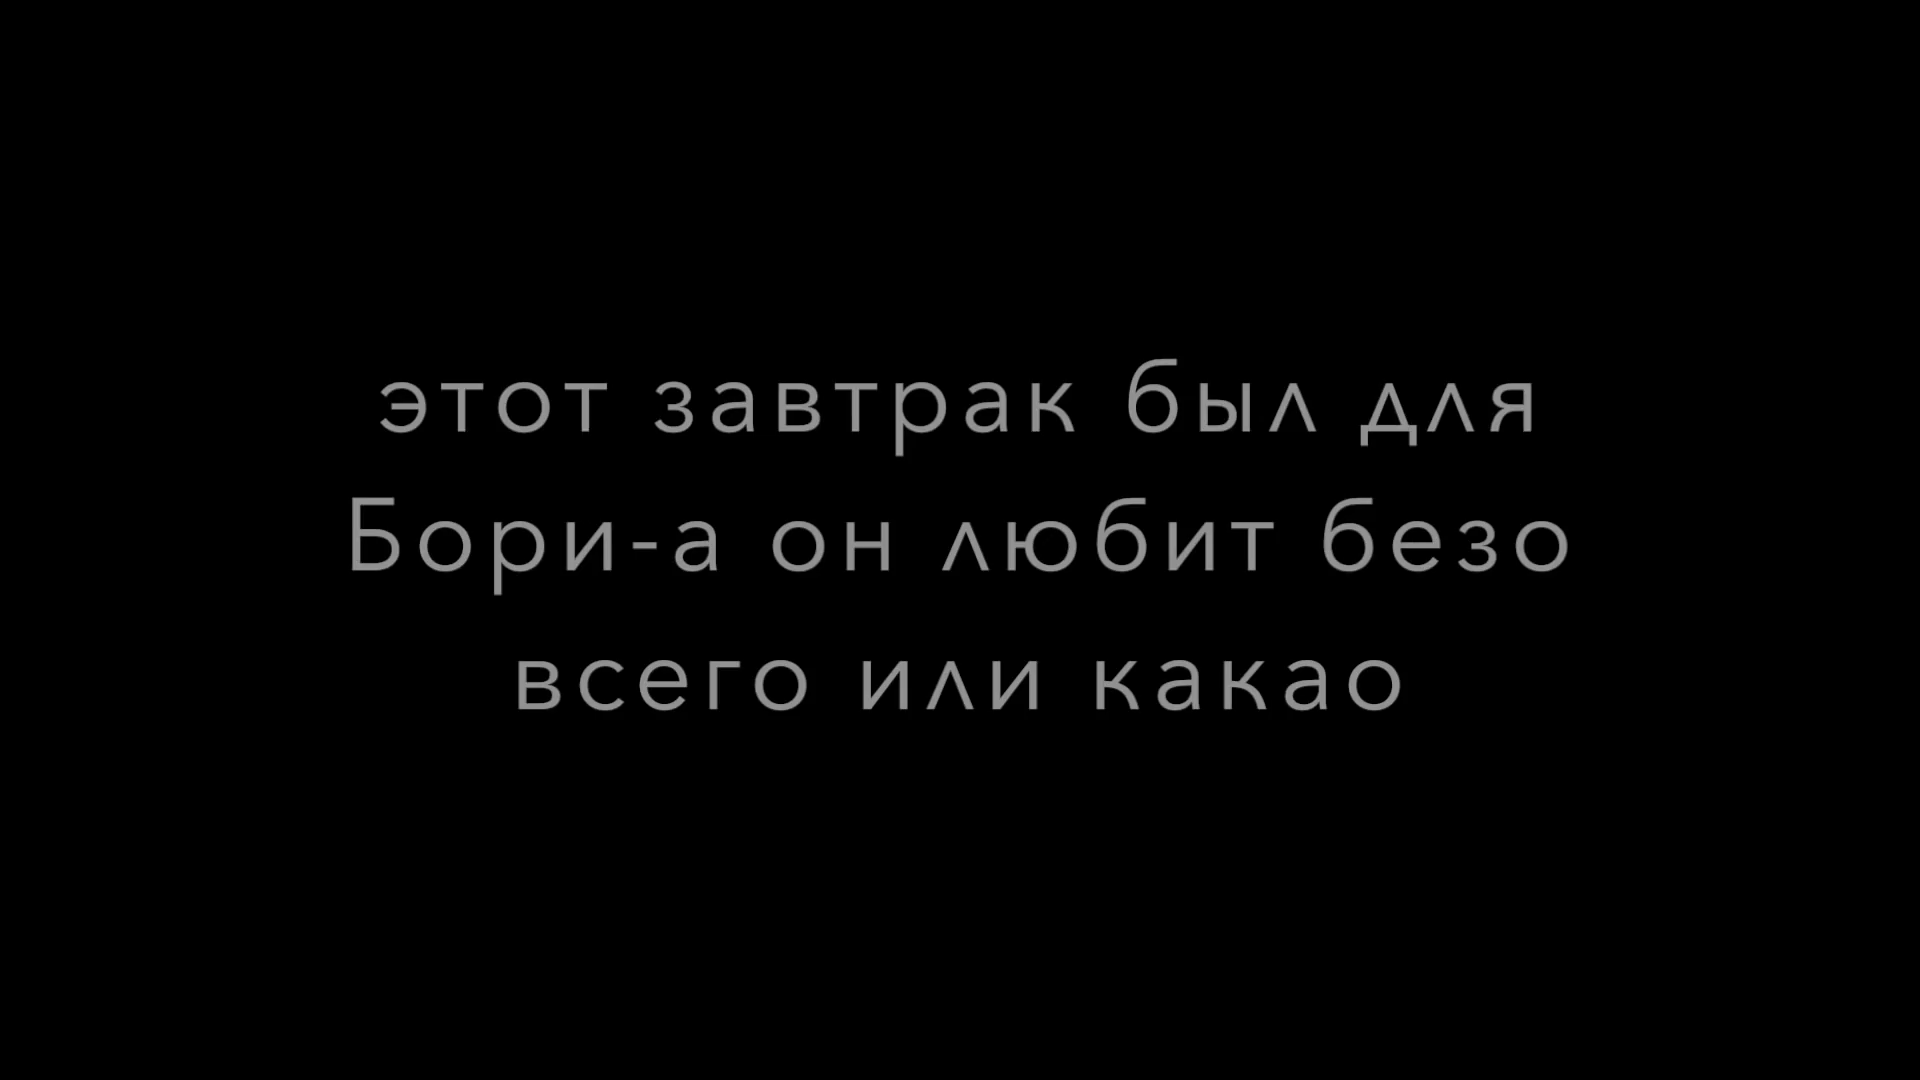 этот завтрак был для
Бори-а он любит безо
всего или какао